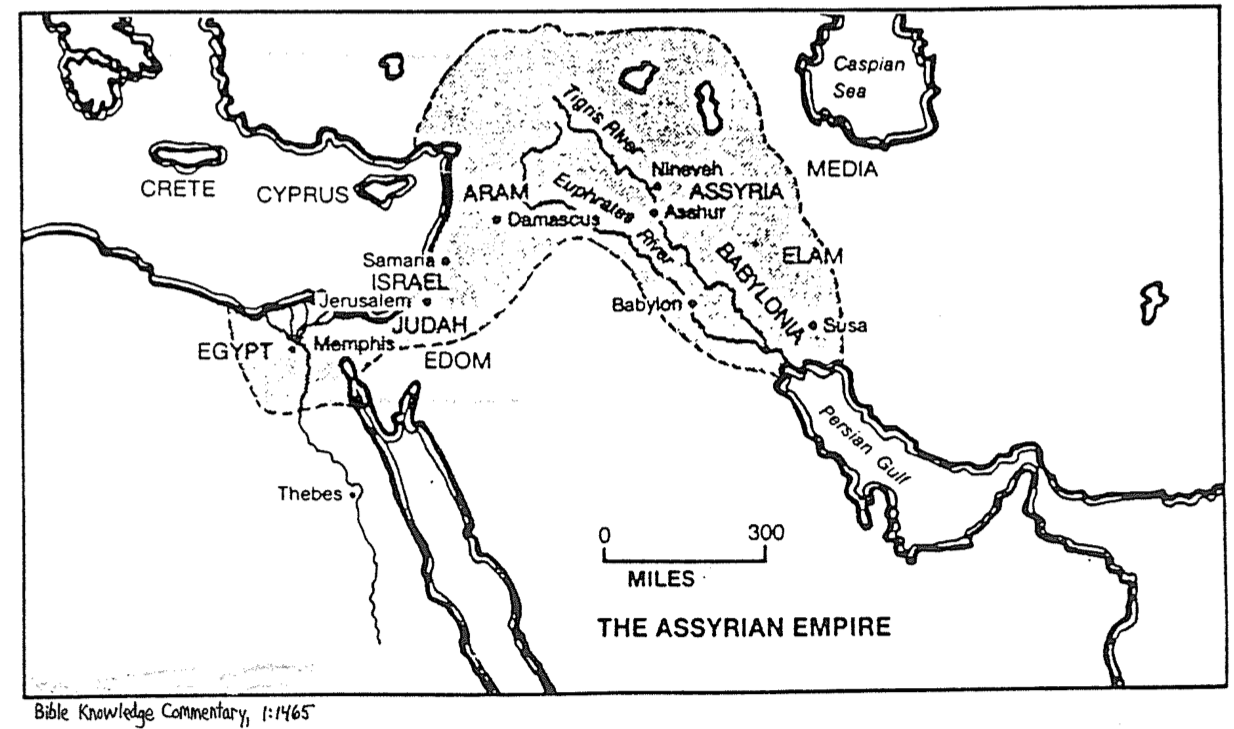 Caspian
Sea
Tigris River
MEDIA
Nineveh
CRETE
CYPRUS
ARAM
ASSYRIA
Euphrates
River
Asshur
Damascus
Samaria
ISRAEL
BABYLONIA
ELAM
Jerusalem
Babylon
JUDAH
Susa
EGYPT
Memphis
EDOM
Persian Gulf
Thebes
0 300
MILES
THE ASSYRIAN EMPIRE
Bible Knowledge Commentary, 1:1465